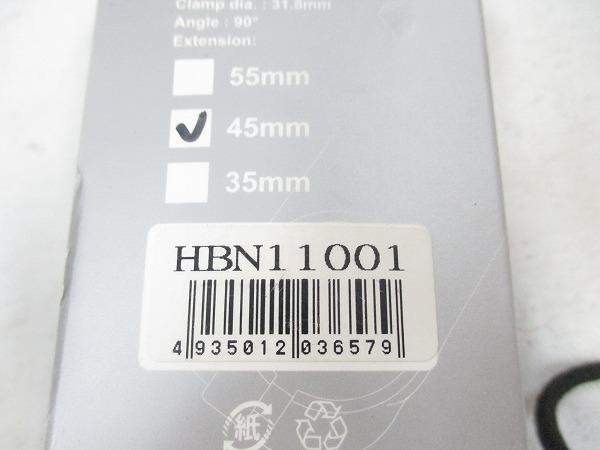 Clamp dia. : 31.8mm
Angle : 90°
Extension:
55mm
45mm
35mm
HBN11001
4 935012 036579
紙